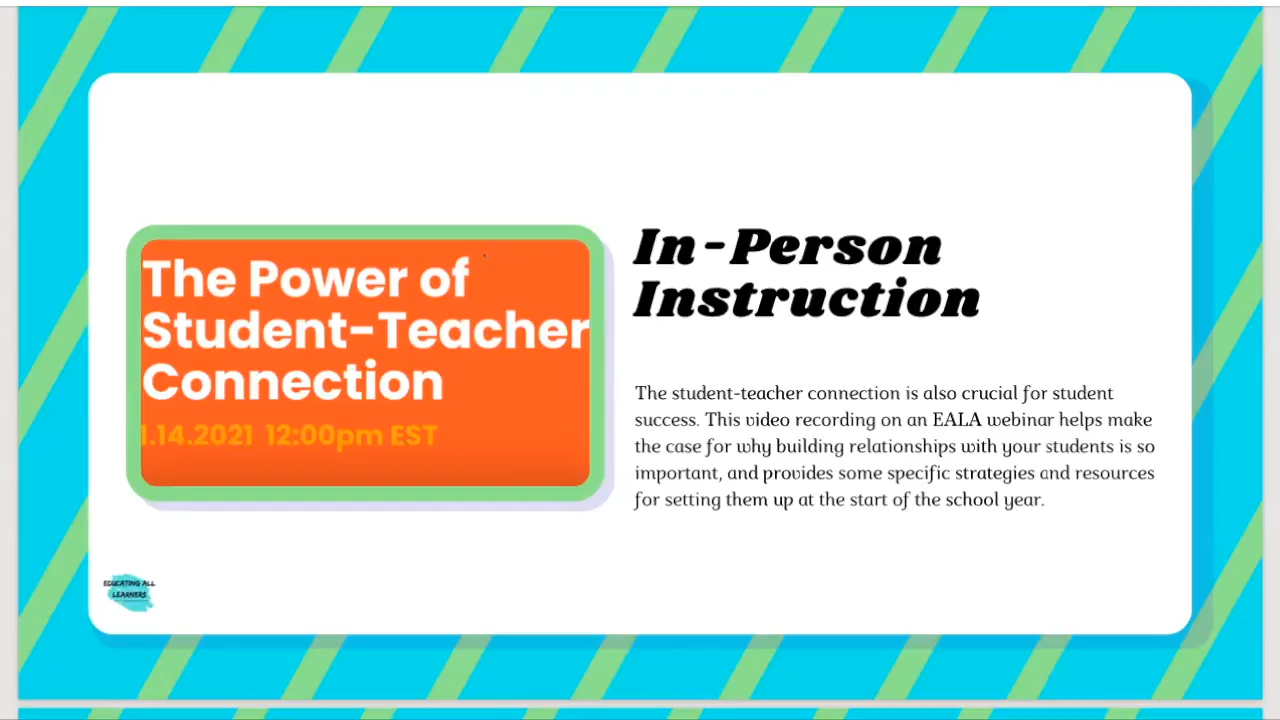 The Power of
Student-Teacher
Connection
1.14.2021 12:00pm EST
In-Person
Instruction
The student-teacher connection is also crucial for student
success. This video recording on an EALA webinar helps make
the case for why building relationships with your students is so
important, and provides some specific strategies and resources
for setting them up at the start of the school year.
EDUCATING ALL
LEARNERS